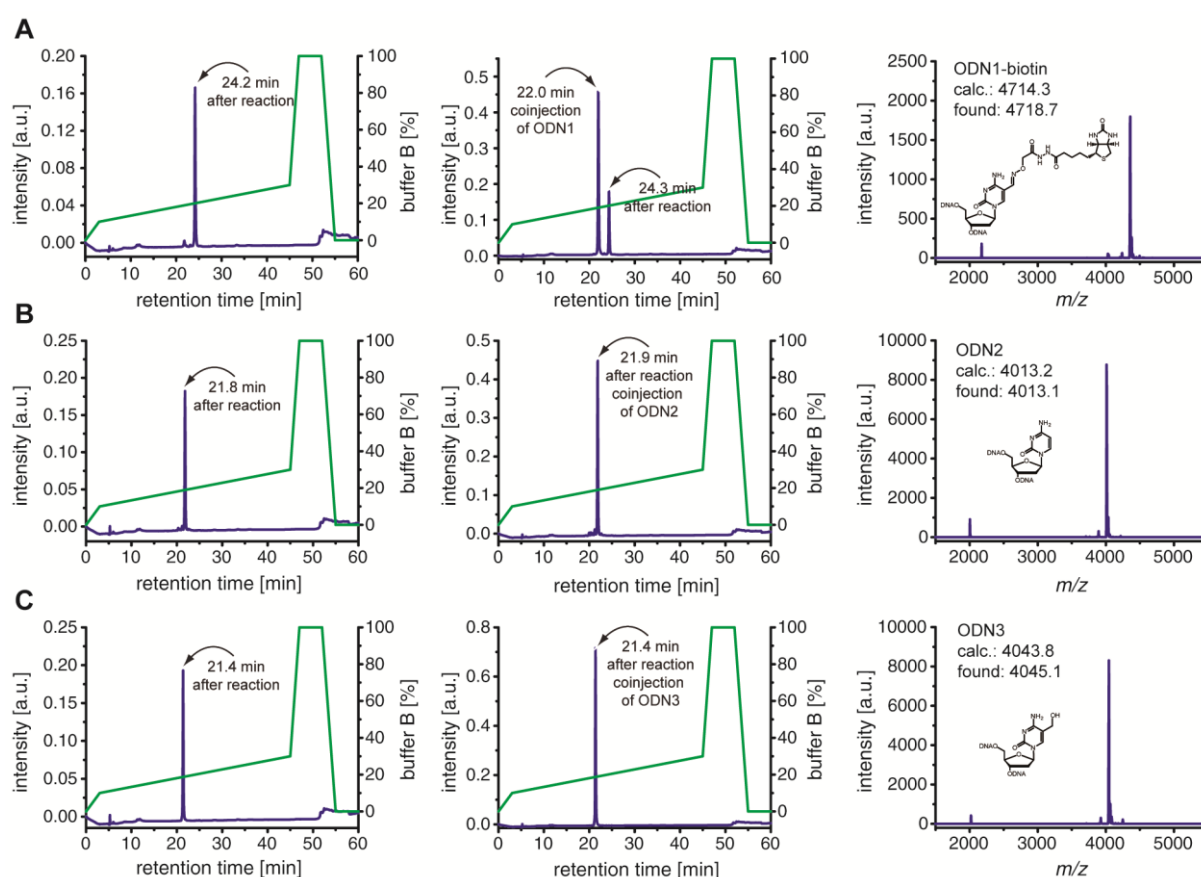 A
0.20
0.16
0.12
0.08
0.04
0.00
intensity [a.u.]
24.2 min
after reaction
100
80
60
40
20
0
buffer B [%]
0 10 20 30 40 50 60
retention time [min]
0.5
0.4
0.3
0.2
0.1
0.0
intensity [a.u.]
22.0 min
coinjection
of ODN1
24.3 min
after reaction
100
80
60
40
20
0
buffer B [%]
0 10 20 30 40 50 60
retention time [min]
2500
2000
1500
1000
500
0
intensity [a.u.]
ODN1-biotin
calc.: 4714.3
found: 4718.7
2000 3000 4000 5000
m/z
B
0.25
0.20
0.15
0.10
0.05
0.00
intensity [a.u.]
21.8 min
after reaction
100
80
60
40
20
0
buffer B [%]
0 10 20 30 40 50 60
retention time [min]
0.5
0.4
0.3
0.2
0.1
0.0
intensity [a.u.]
21.9 min
after reaction
coinjection
of ODN2
100
80
60
40
20
0
buffer B [%]
0 10 20 30 40 50 60
retention time [min]
10000
8000
6000
4000
2000
0
intensity [a.u.]
ODN2
calc.: 4013.2
found: 4013.1
NH2
N
O
N
DNAO
O
ODNA
2000 3000 4000 5000
m/z
C
0.25
0.20
0.15
0.10
0.05
0.00
intensity [a.u.]
21.4 min
after reaction
100
80
60
40
20
0
buffer B [%]
0 10 20 30 40 50 60
retention time [min]
0.8
0.6
0.4
0.2
0.0
intensity [a.u.]
21.4 min
after reaction
coinjection
of ODN3
100
80
60
40
20
0
buffer B [%]
0 10 20 30 40 50 60
retention time [min]
10000
8000
6000
4000
2000
0
intensity [a.u.]
ODN3
calc.: 4043.8
found: 4045.1
NH2 OH
N
O
N
DNAO
O
ODNA
2000 3000 4000 5000
m/z